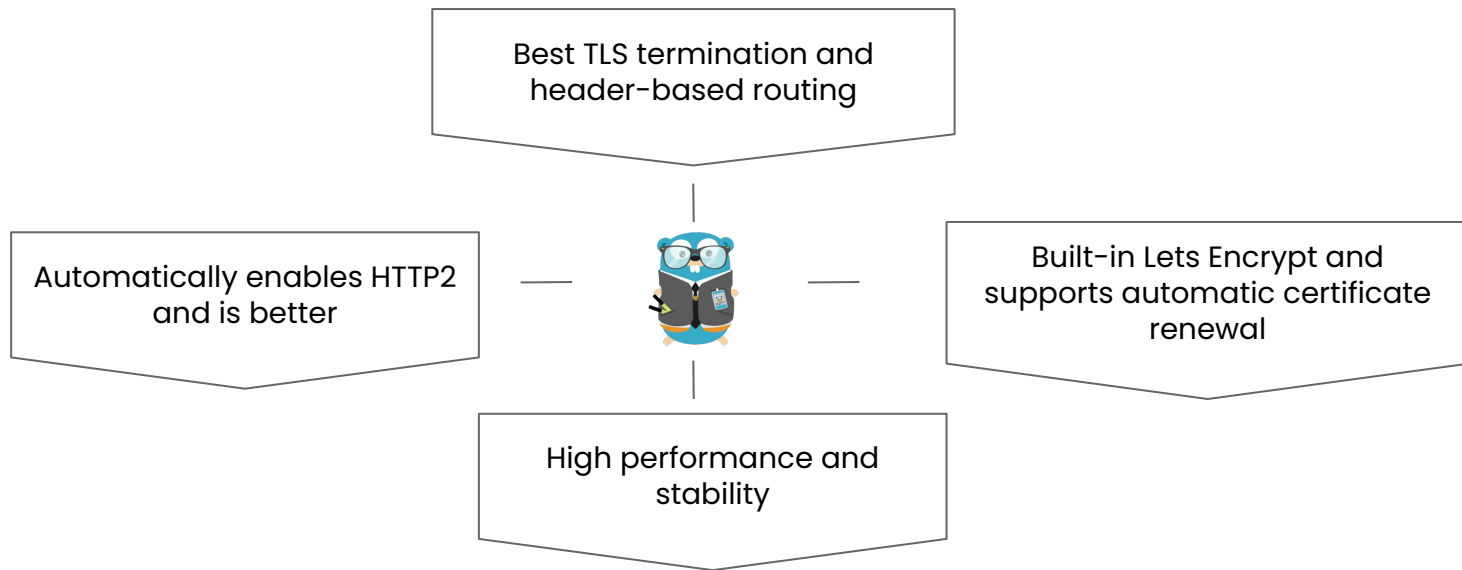 Best TLS termination and
header-based routing
Automatically enables HTTP2
and is better
Built-in Lets Encrypt and
supports automatic certificate
renewal
High performance and
stability